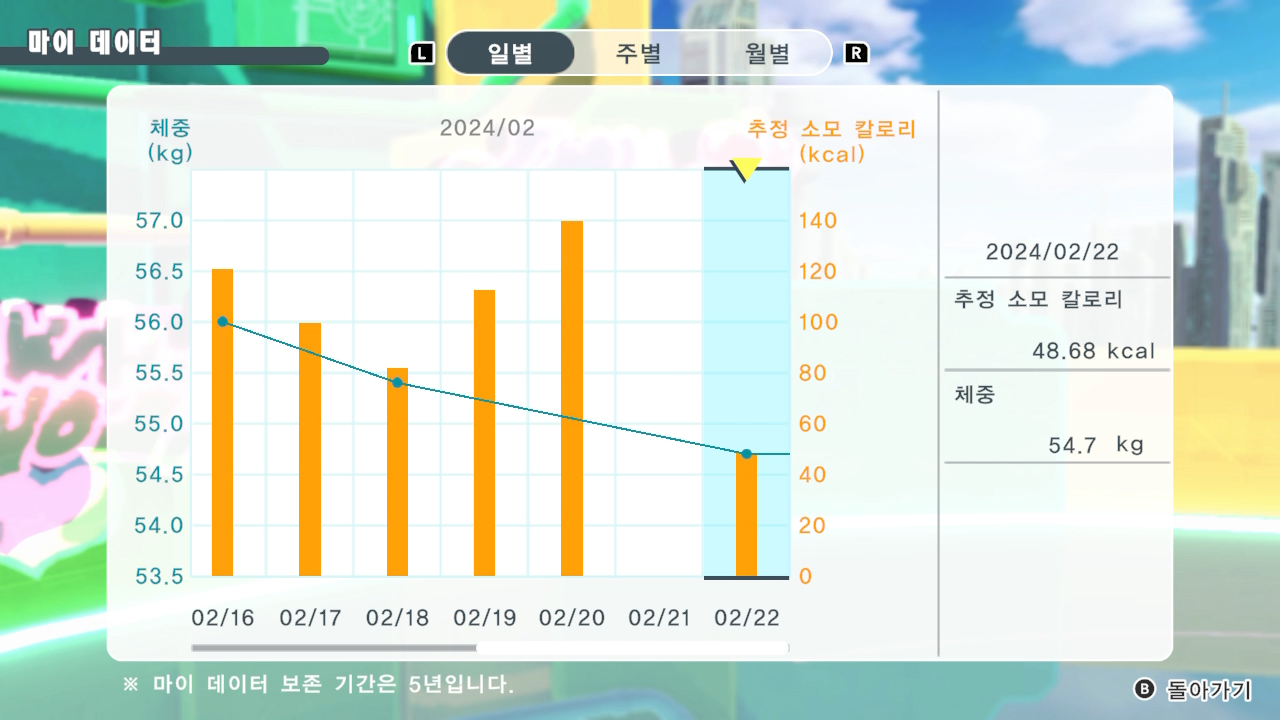 마이 데이터
L 일별 주별 월별 R
체중
(kg)
2024/02
추정 소모 칼로리
(kcal)
57.0 140
56.5 120
56.0 100
55.5 80
55.0 60
54.5 40
54.0 20
53.5 0
02/16 02/17 02/18 02/19 02/20 02/21 02/22
2024/02/22
추정 소모 칼로리
48.68 kcal
체중
54.7 kg
※ 마이 데이터 보존 기간은 5년입니다.
B 돌아가기